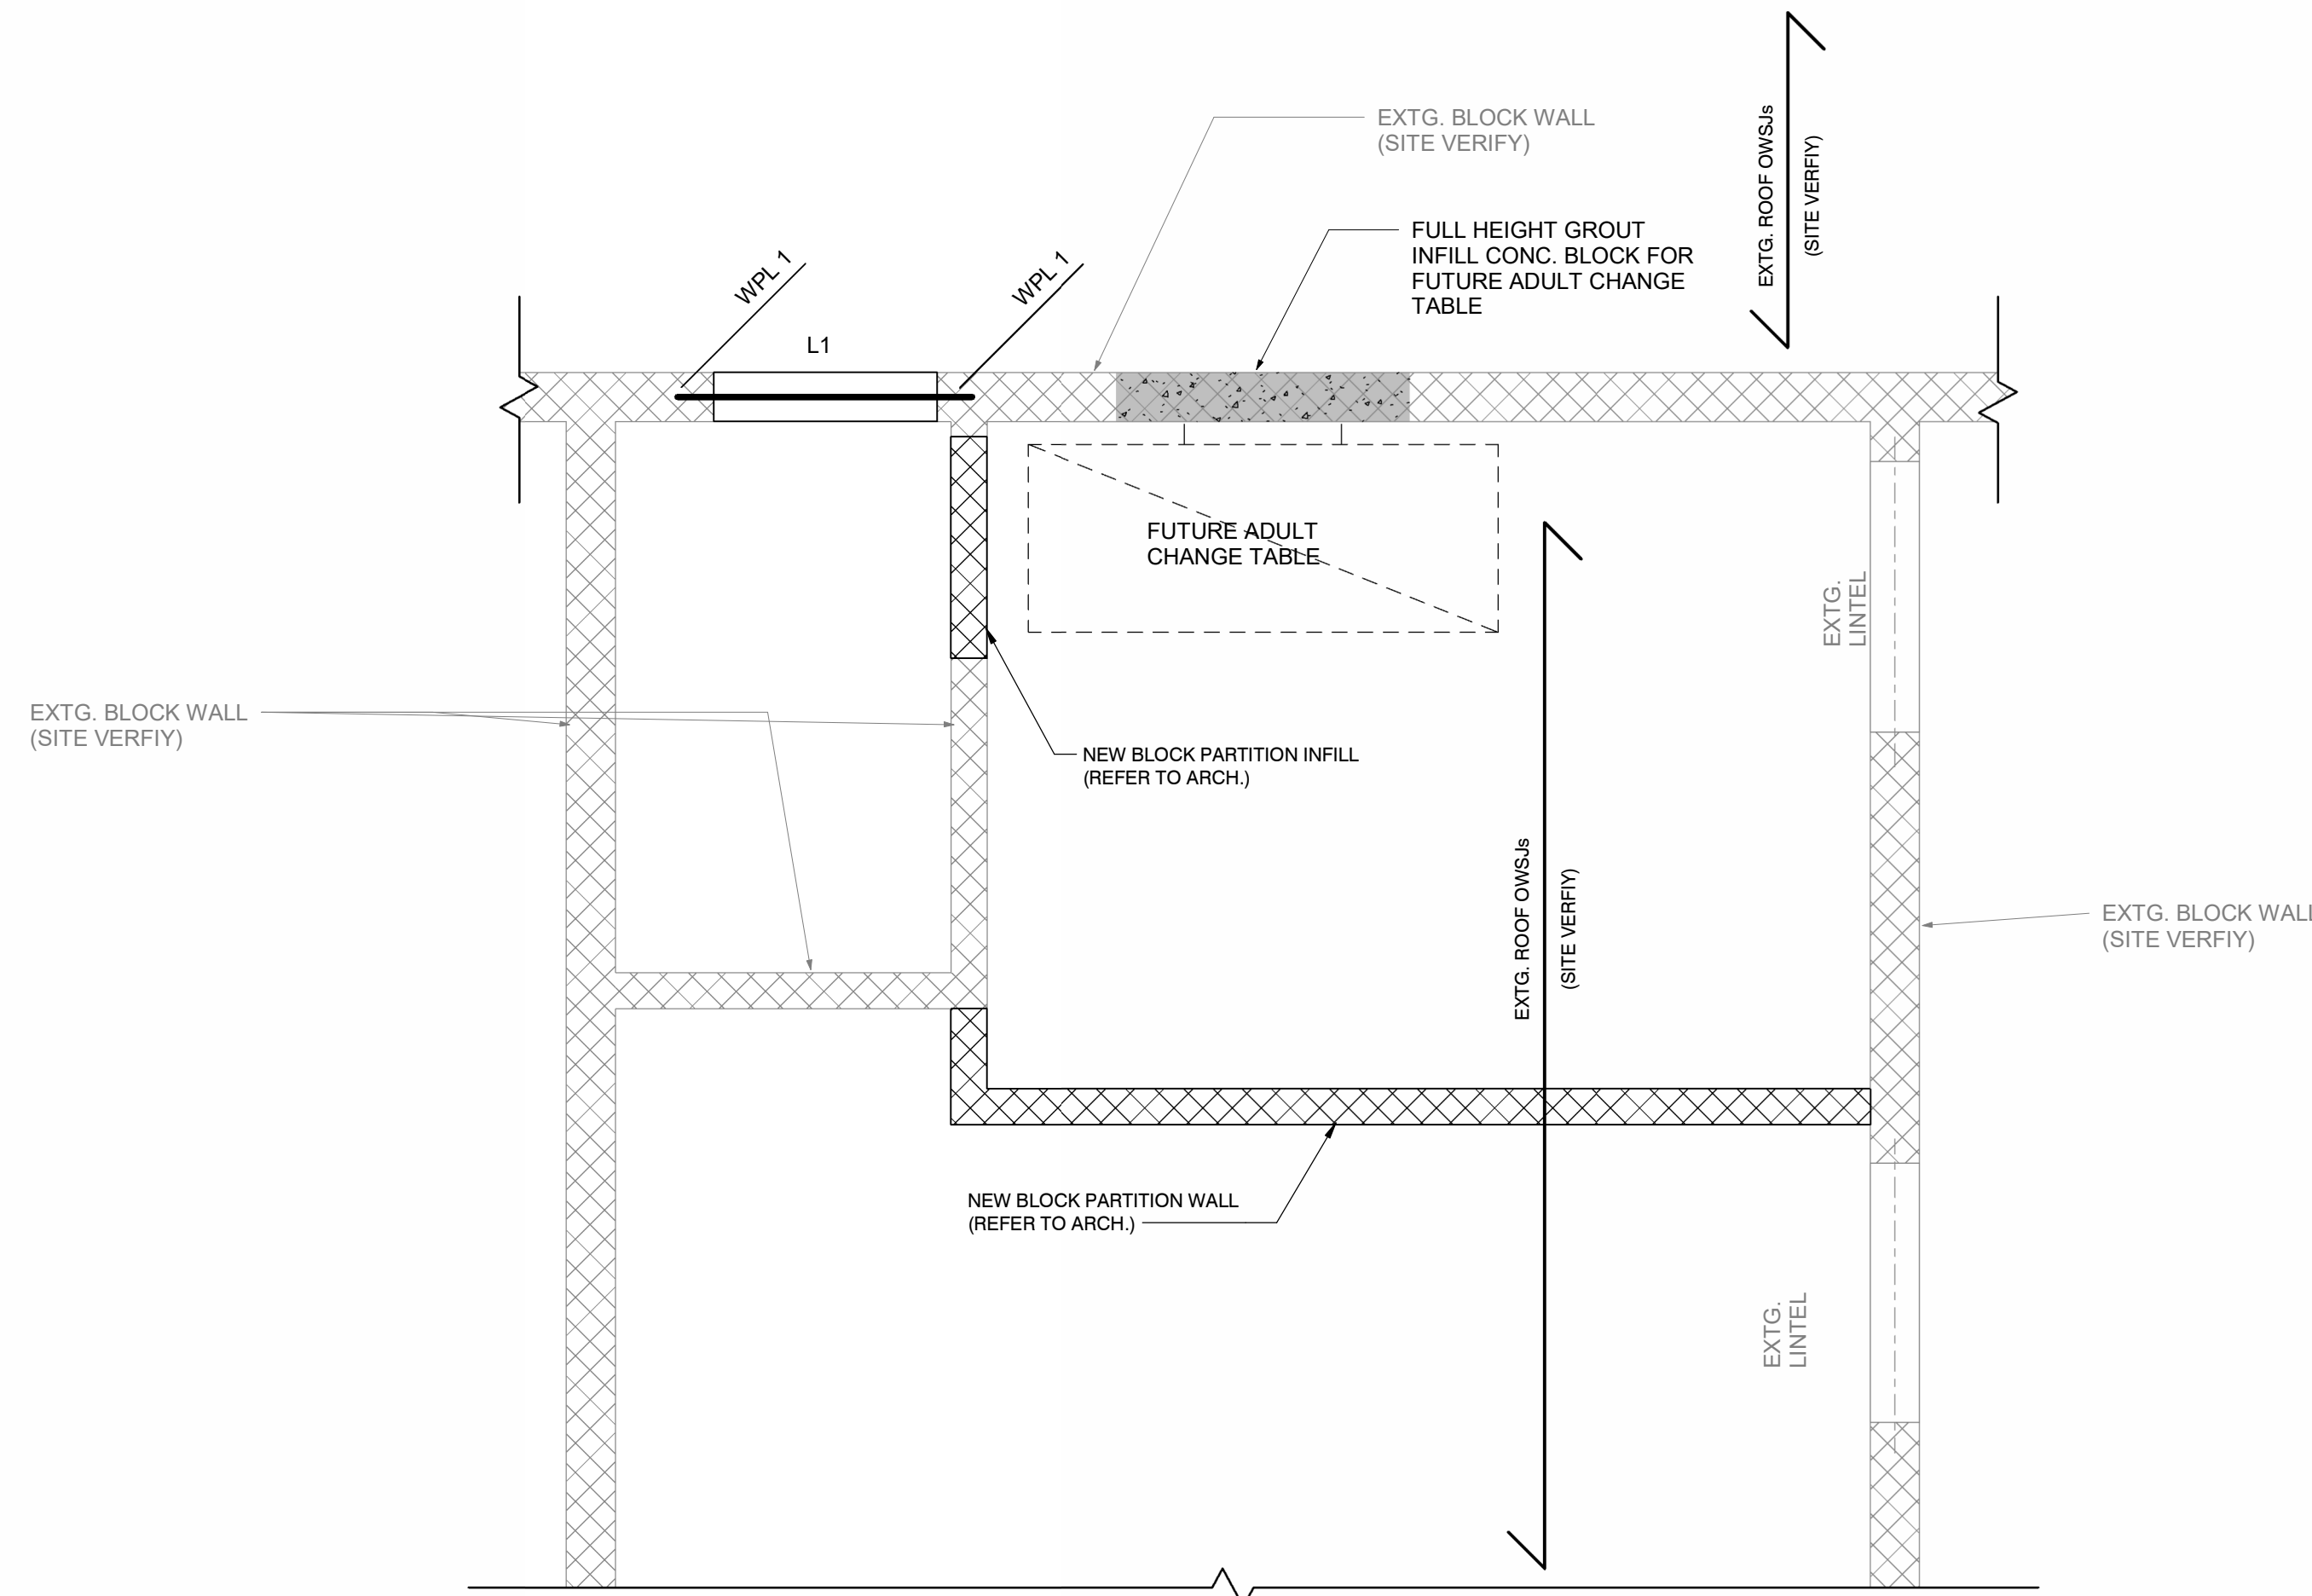 EXTG. ROOF OWSJs
(SITE VERFIY)
EXTG. BLOCK WALL
(SITE VERIFY)
FULL HEIGHT GROUT
INFILL CONC. BLOCK FOR
FUTURE ADULT CHANGE
TABLE
WPL 1
WPL 1
L1
FUTURE ADULT
CHANGE TABLE
EXTG.
LINTEL
EXTG. BLOCK WALL
(SITE VERFIY)
NEW BLOCK PARTITION INFILL
(REFER TO ARCH.)
EXTG. ROOF OWSJs
(SITE VERFIY)
EXTG. BLOCK WALL
(SITE VERFIY)
NEW BLOCK PARTITION WALL
(REFER TO ARCH.)
EXTG.
LINTEL